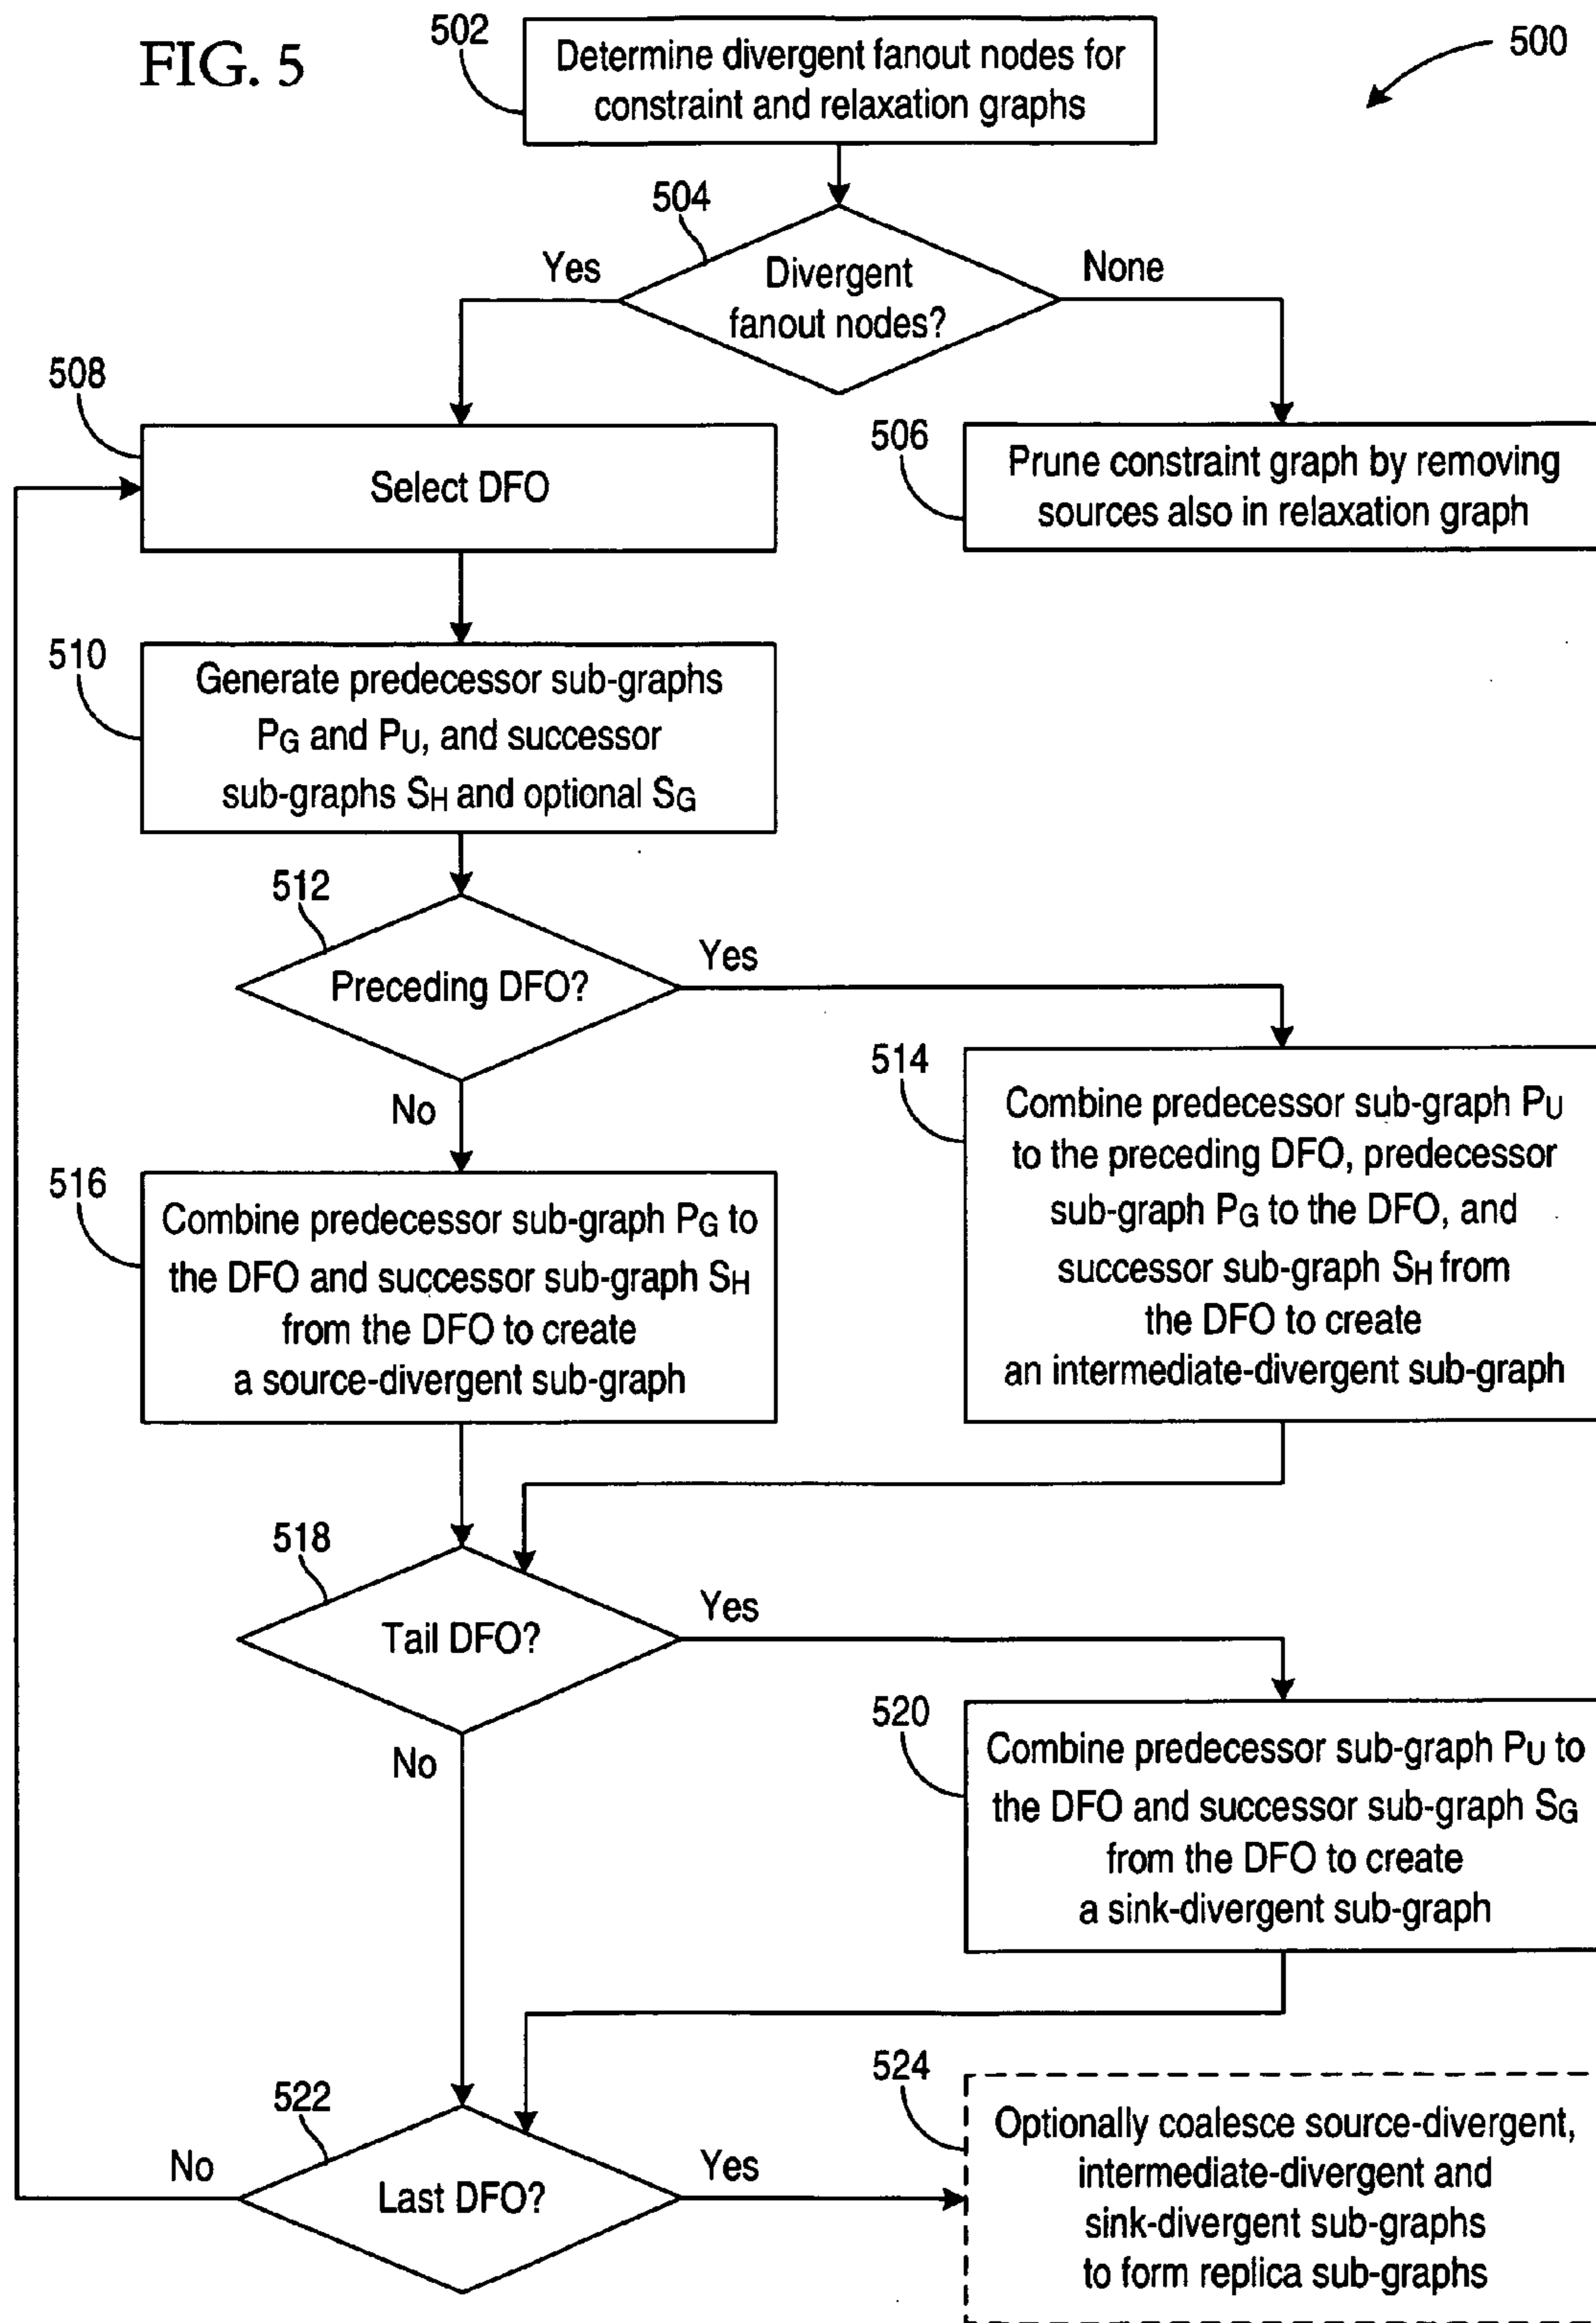 FIG. 5
500
502
Determine divergent fanout nodes for
constraint and relaxation graphs
504
Divergent
fanout nodes?
Yes
None
508
Select DFO
506
Prune constraint graph by removing
sources also in relaxation graph
510
Generate predecessor sub-graphs
PG and PU, and successor
sub-graphs SH and optional SG
512
Preceding DFO?
Yes
No
514
Combine predecessor sub-graph PU
to the preceding DFO, predecessor
sub-graph PG to the DFO, and
successor sub-graph SH from
the DFO to create
an intermediate-divergent sub-graph
516
Combine predecessor sub-graph PG to
the DFO and successor sub-graph SH
from the DFO to create
a source-divergent sub-graph
518
Tail DFO?
Yes
No
520
Combine predecessor sub-graph PU to
the DFO and successor sub-graph SG
from the DFO to create
a sink-divergent sub-graph
522
Last DFO?
No
Yes
524
Optionally coalesce source-divergent,
intermediate-divergent and
sink-divergent sub-graphs
to form replica sub-graphs